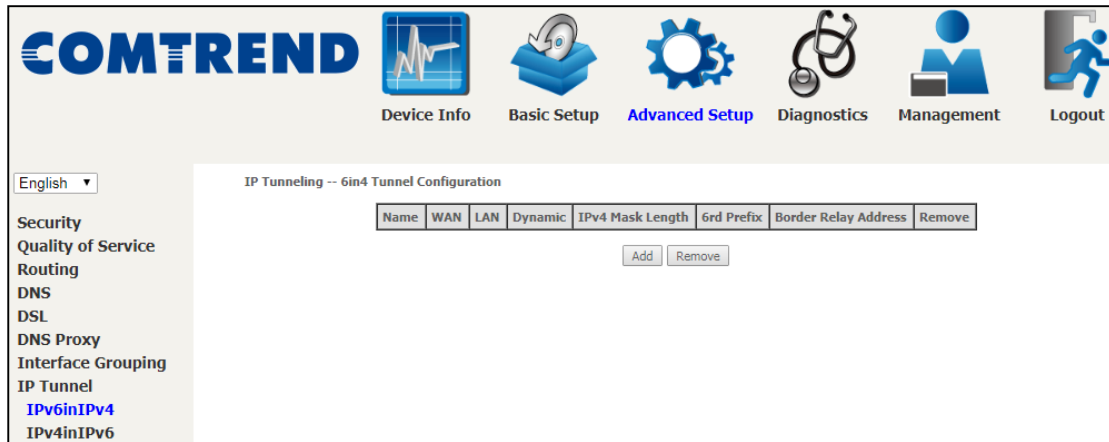 COMTREND
Device Info Basic Setup Advanced Setup Diagnostics Management Logout
English
IP Tunneling -- 6in4 Tunnel Configuration
Name WAN LAN Dynamic IPv4 Mask Length 6rd Prefix Border Relay Address Remove
Add Remove
Security
Quality of Service
Routing
DNS
DSL
DNS Proxy
Interface Grouping
IP Tunnel
IPv6inIPv4
IPv4inIPv6